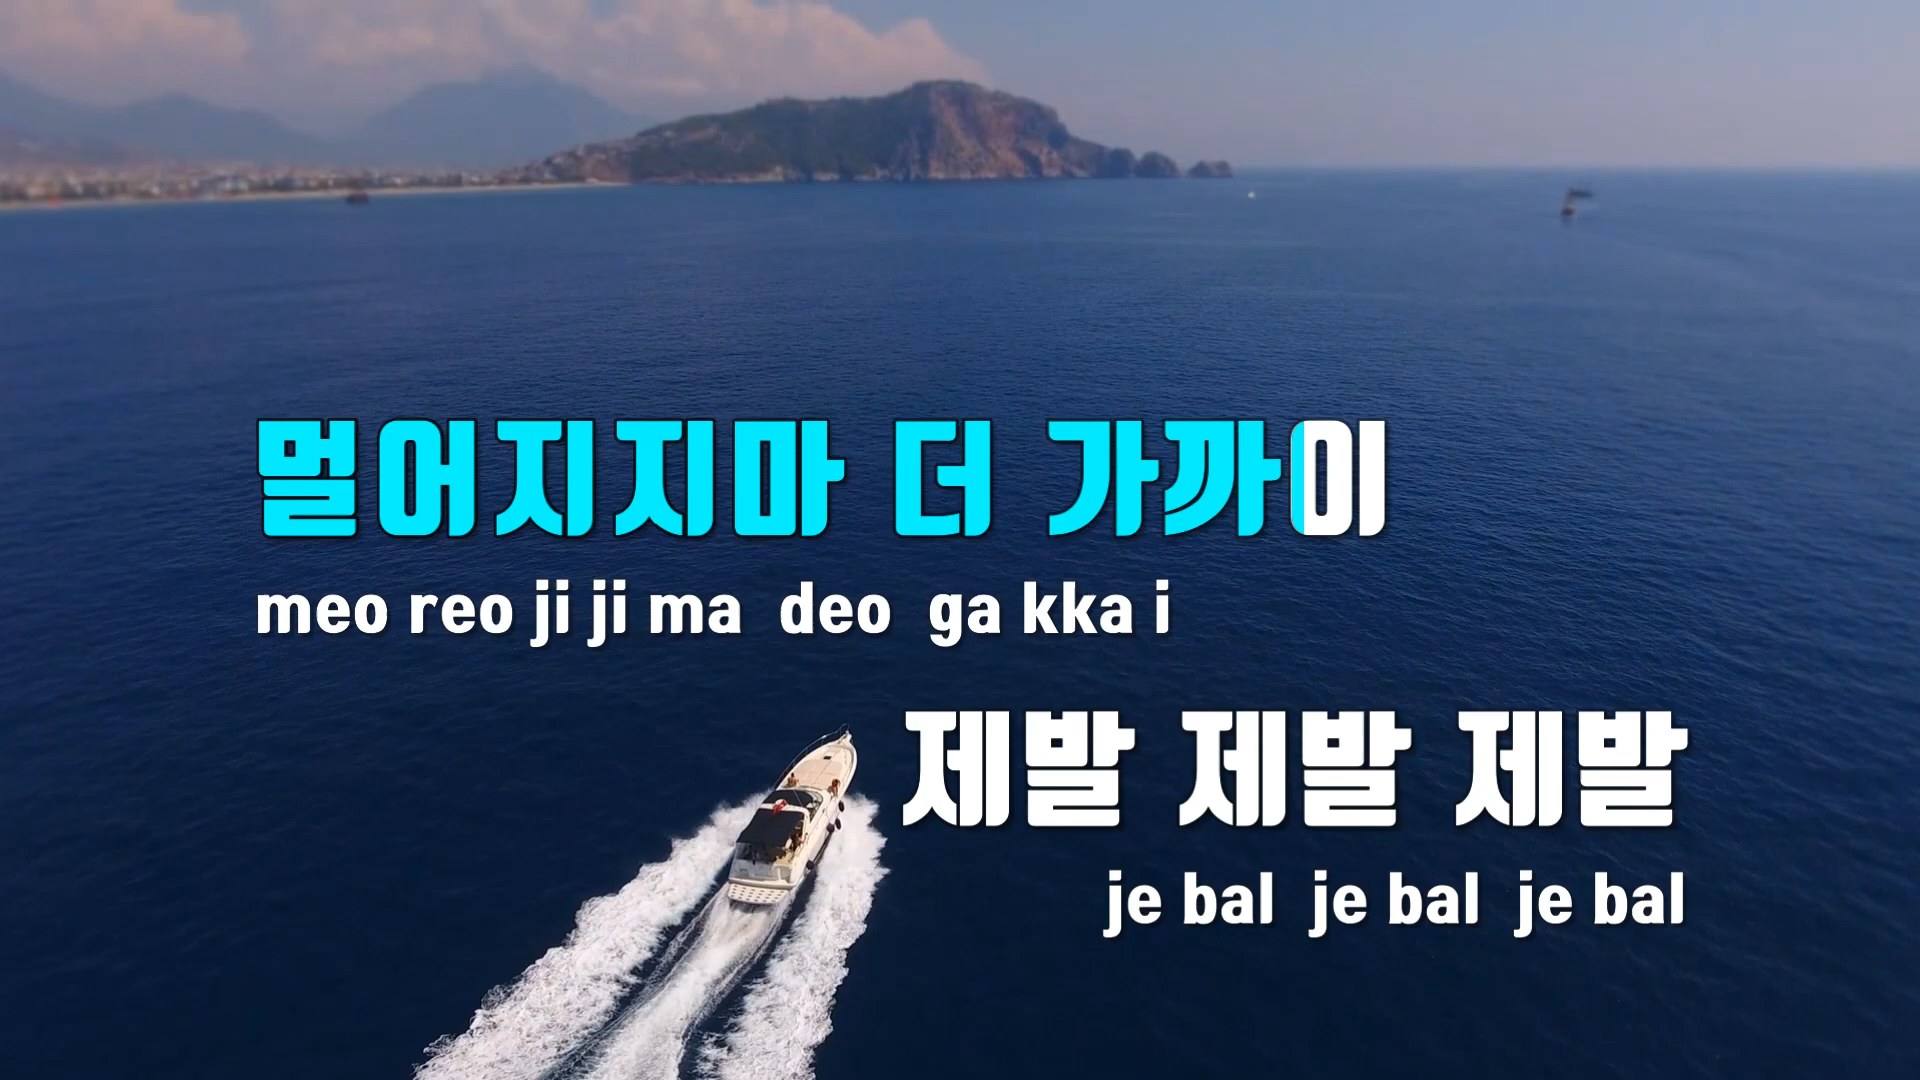 멀어지지마 더 가까이
meo reo ji ji ma deo ga kka i
제발 제발 제발
je bal je bal je bal